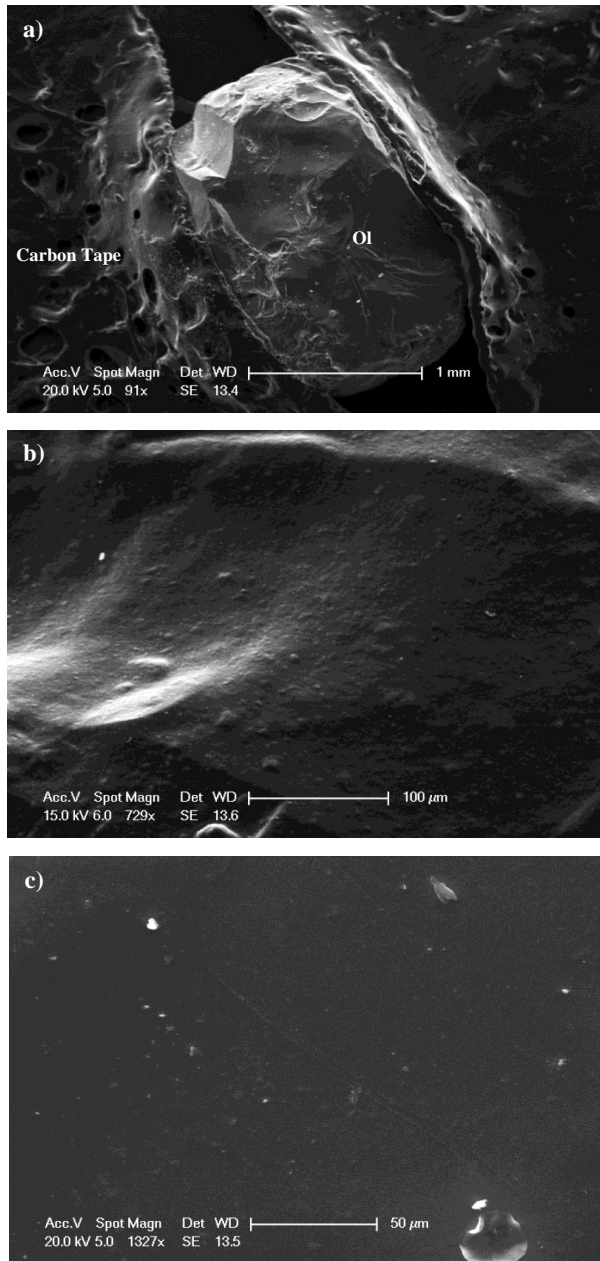 a)
Ol
Carbon Tape
Acc.V Spot Magn Det WD 1 mm
20.0 kV 5.0 91x SE 13.4
b)
Acc.V Spot Magn Det WD 100 µm
15.0 kV 6.0 729x SE 13.6
c)
Acc.V Spot Magn Det WD 50 µm
20.0 kV 5.0 1327x SE 13.5